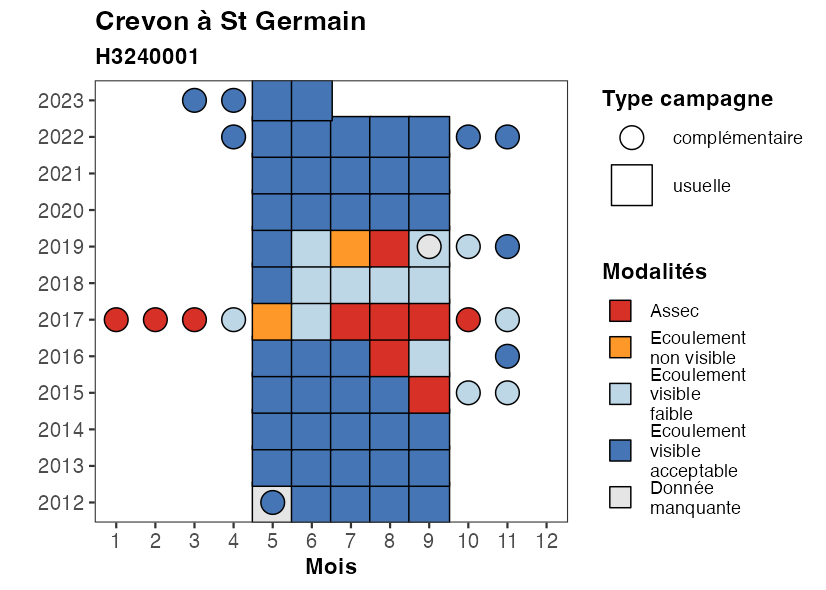 Crevon à St Germain
H3240001
2023
2022
2021
2020
2019
2018
2017
2016
2015
2014
2013
2012
1 2 3 4 5 6 7 8 9 10 11 12
Mois
Type campagne
complémentaire
usuelle
Modalités
Assec
Ecoulement
non visible
Ecoulement
visible
faible
Ecoulement
visible
acceptable
Donnée
manquante